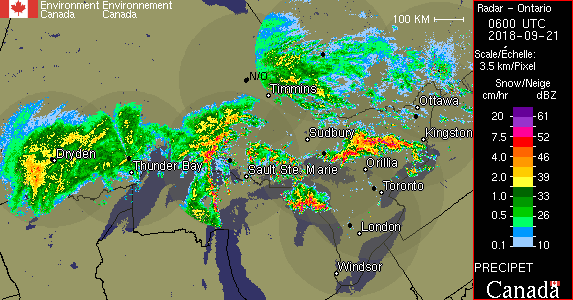 Environment Environnement
Canada Canada
100 KM
N/O
Timmins
Ottawa
Sudbury
Kingston
Dryden
Thunder Bay
Sault Ste. Marie
Orillia
Toronto
London
Windsor
Radar - Ontario
0600 UTC
2018-09-21
Scale/Échelle:
3.5 km/Pixel
Snow/Neige
cm/hr dBZ
20 61
7.5 52
4.0 46
2.0 39
1.0 33
0.5 26
0.1 10
PRECIPET
Canada